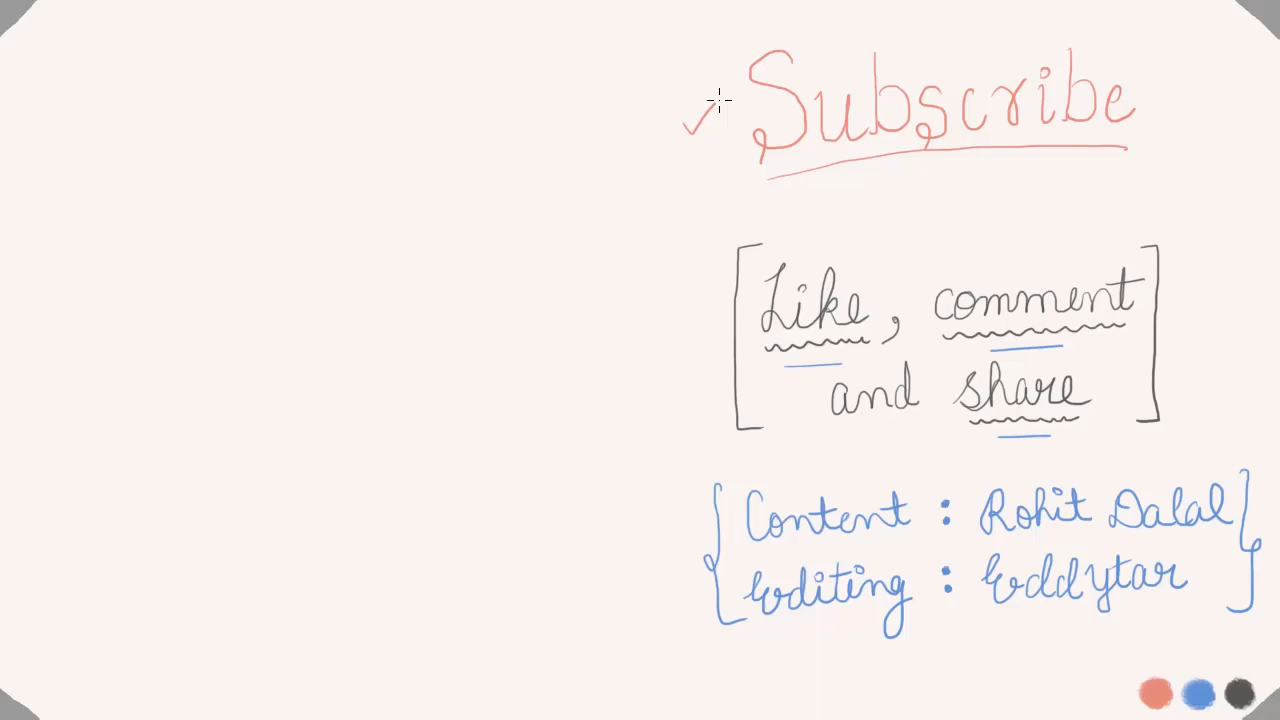 Subscribe
[Like, comment
and share]
{Content : Rohit Dalal
Editing : Eddytar}